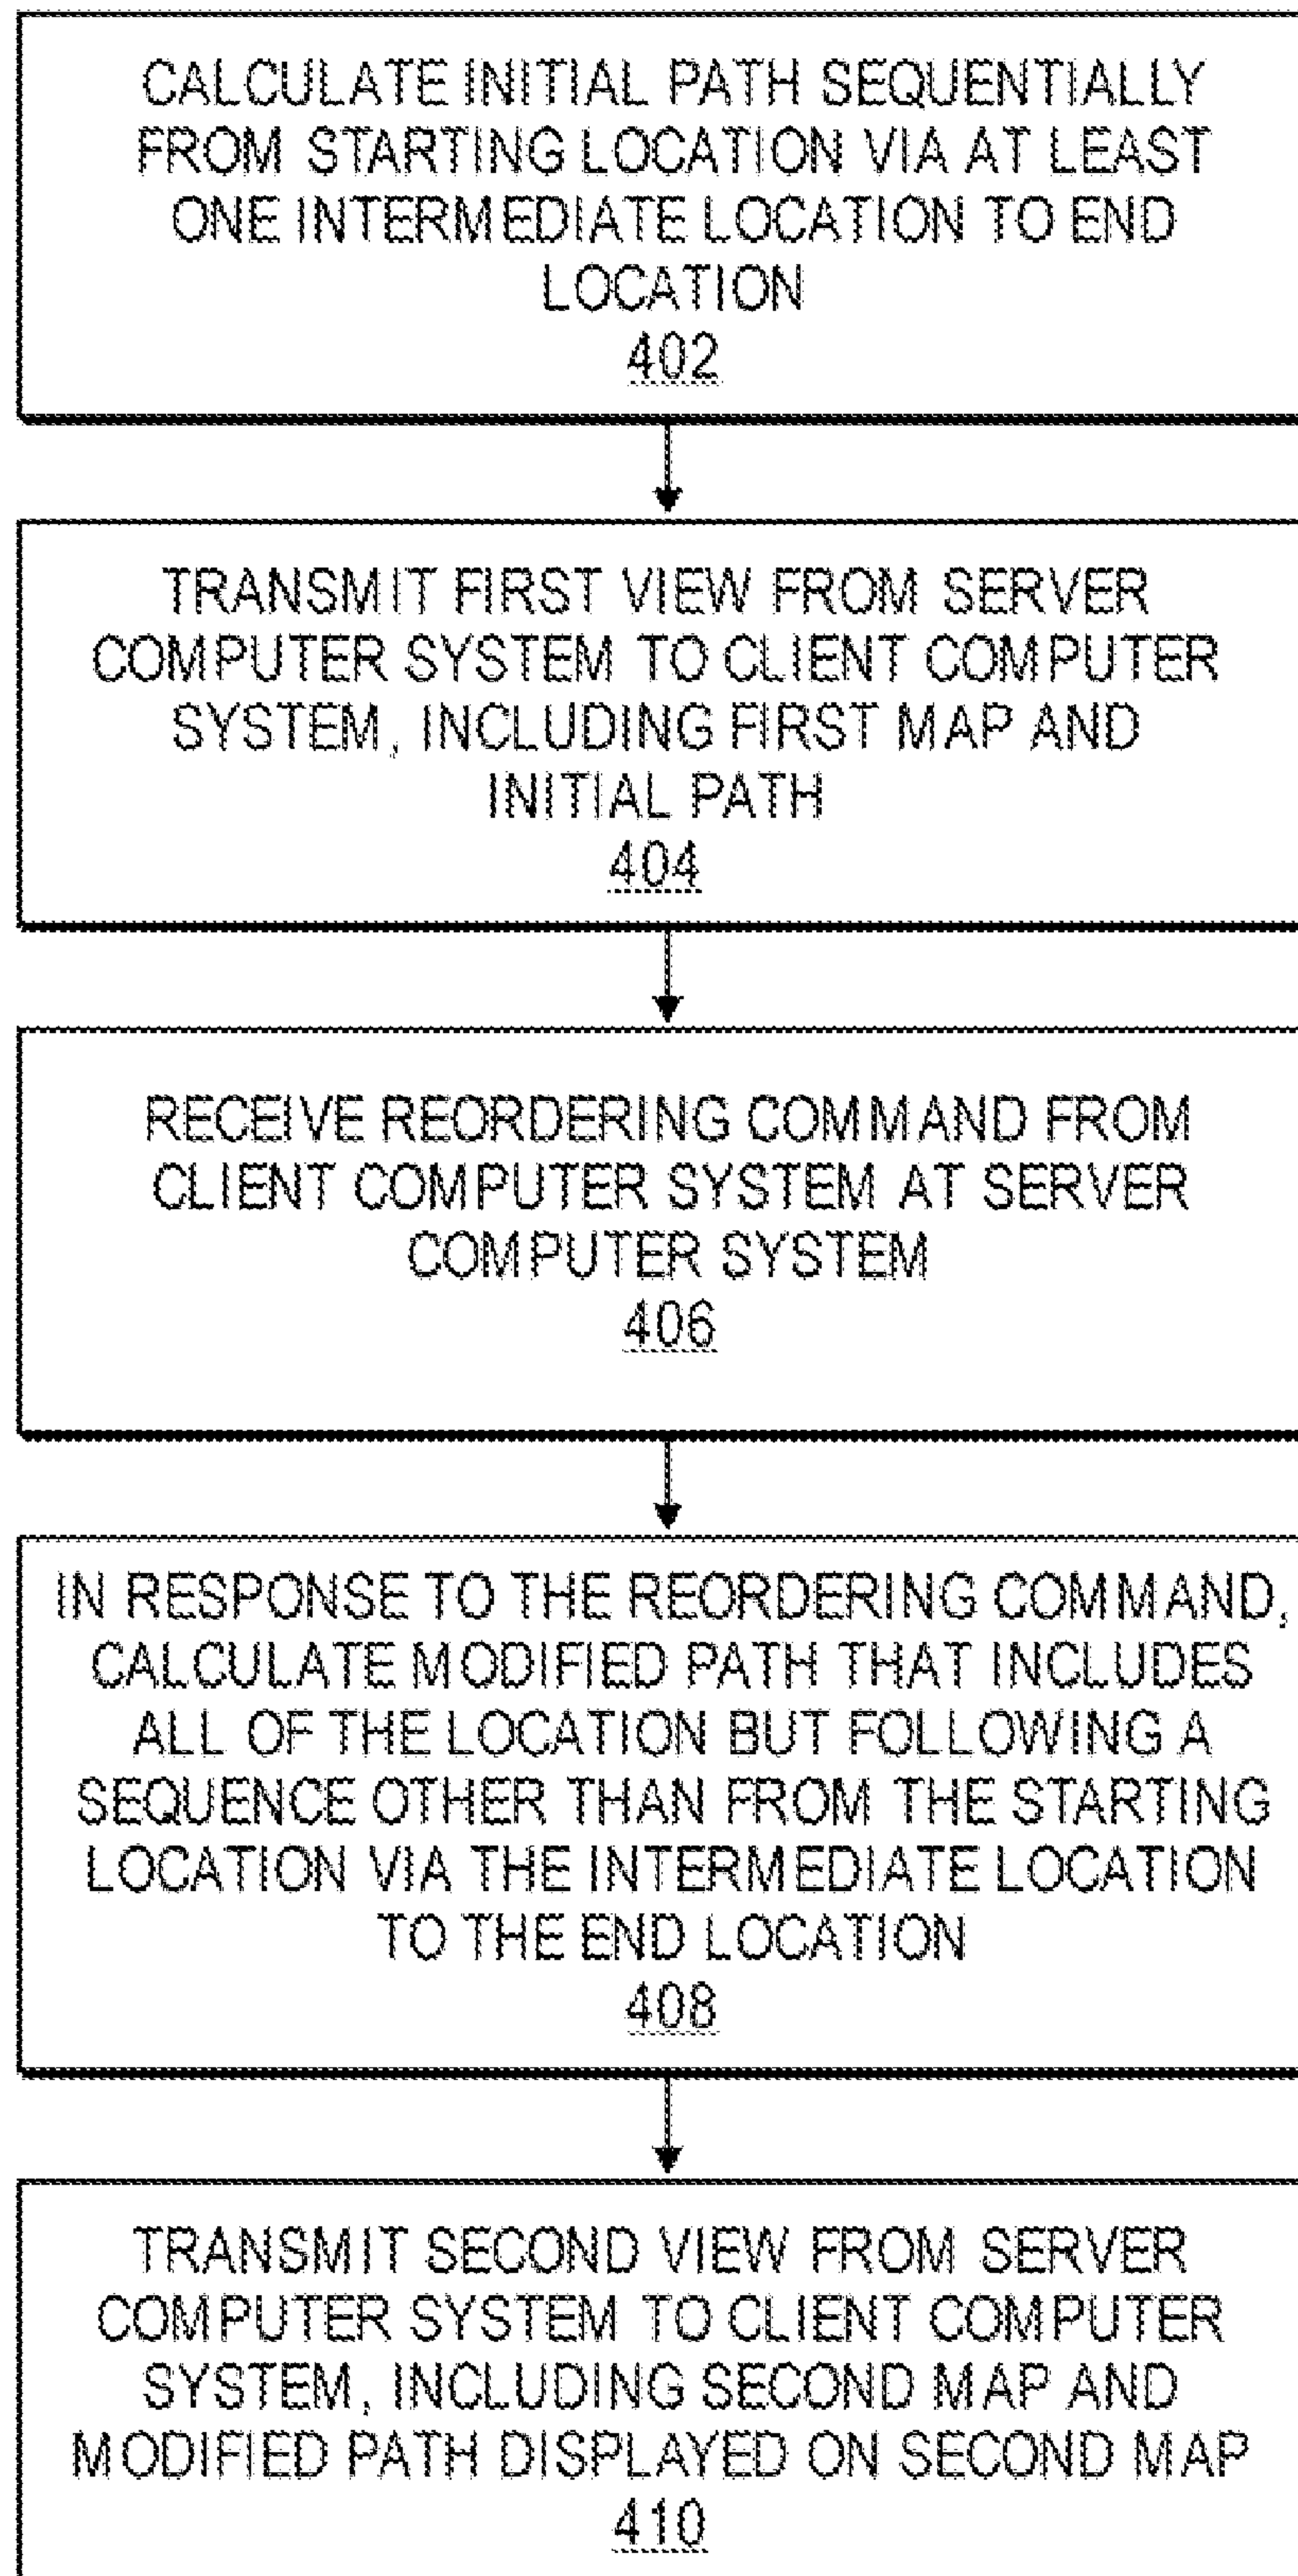 CALCULATE INITIAL PATH SEQUENTIALLY
FROM STARTING LOCATION VIA AT LEAST
ONE INTERMEDIATE LOCATION TO END
LOCATION
402
TRANSMIT FIRST VIEW FROM SERVER
COMPUTER SYSTEM TO CLIENT COMPUTER
SYSTEM, INCLUDING FIRST MAP AND
INITIAL PATH
404
RECEIVE REORDERING COMMAND FROM
CLIENT COMPUTER SYSTEM AT SERVER
COMPUTER SYSTEM
406
IN RESPONSE TO THE REORDERING COMMAND,
CALCULATE MODIFIED PATH THAT INCLUDES
ALL OF THE LOCATION BUT FOLLOWING A
SEQUENCE OTHER THAN FROM THE STARTING
LOCATION VIA THE INTERMEDIATE LOCATION
TO THE END LOCATION
408
TRANSMIT SECOND VIEW FROM SERVER
COMPUTER SYSTEM TO CLIENT COMPUTER
SYSTEM, INCLUDING SECOND MAP AND
MODIFIED PATH DISPLAYED ON SECOND MAP
410